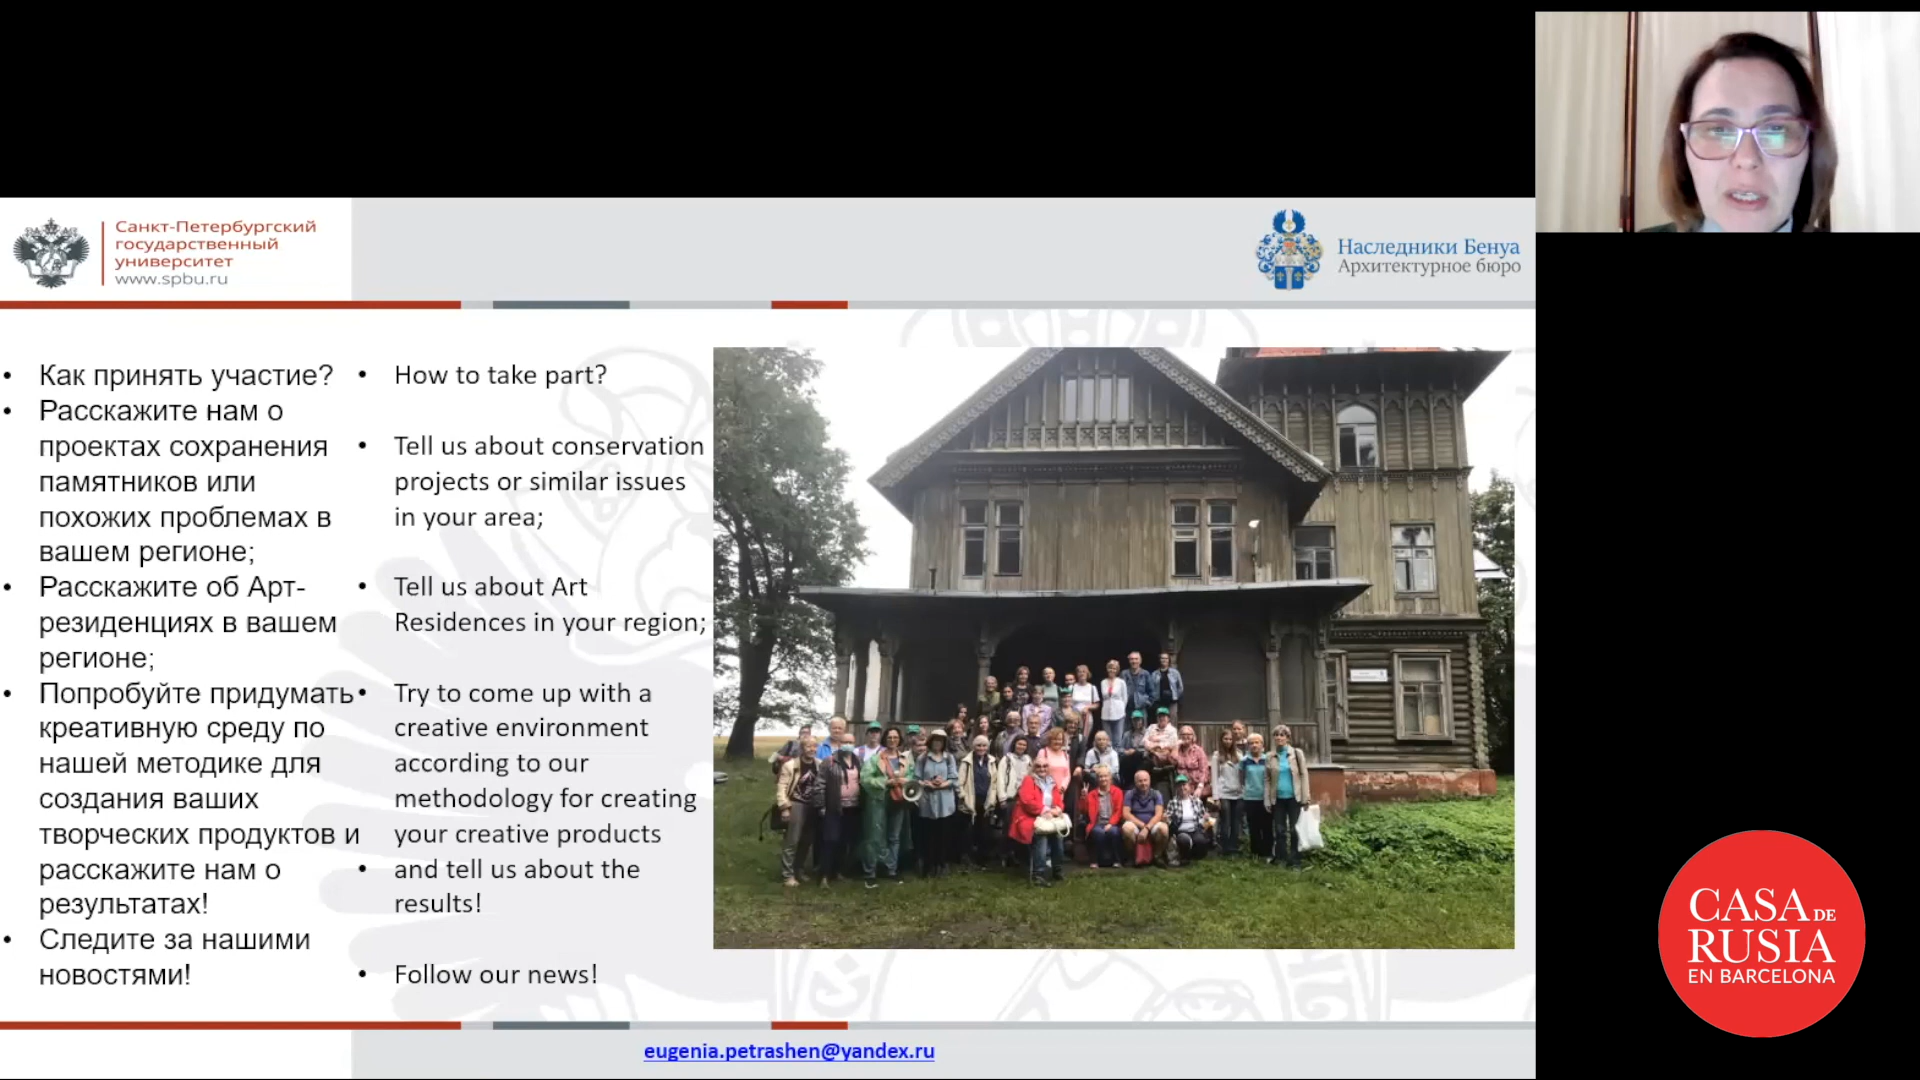 Санкт-Петербургский
государственный
университет
www.spbu.ru
Наследники Бенуа
Архитектурное бюро
• Как принять участие?
• Расскажите нам о
проектах сохранения
памятников или
похожих проблемах в
вашем регионе;
• Расскажите об Арт-
резиденциях в вашем
регионе;
• Попробуйте придумать
креативную среду по
нашей методике для
создания ваших
творческих продуктов и
расскажите нам о
результатах!
• Следите за нашими
новостями!
• How to take part?
• Tell us about conservation
projects or similar issues
in your area;
• Tell us about Art
Residences in your region;
• Try to come up with a
creative environment
according to our
methodology for creating
your creative products
• and tell us about the
results!
• Follow our news!
eugenia.petrashen@yandex.ru
CASA DE
RUSIA
EN BARCELONA